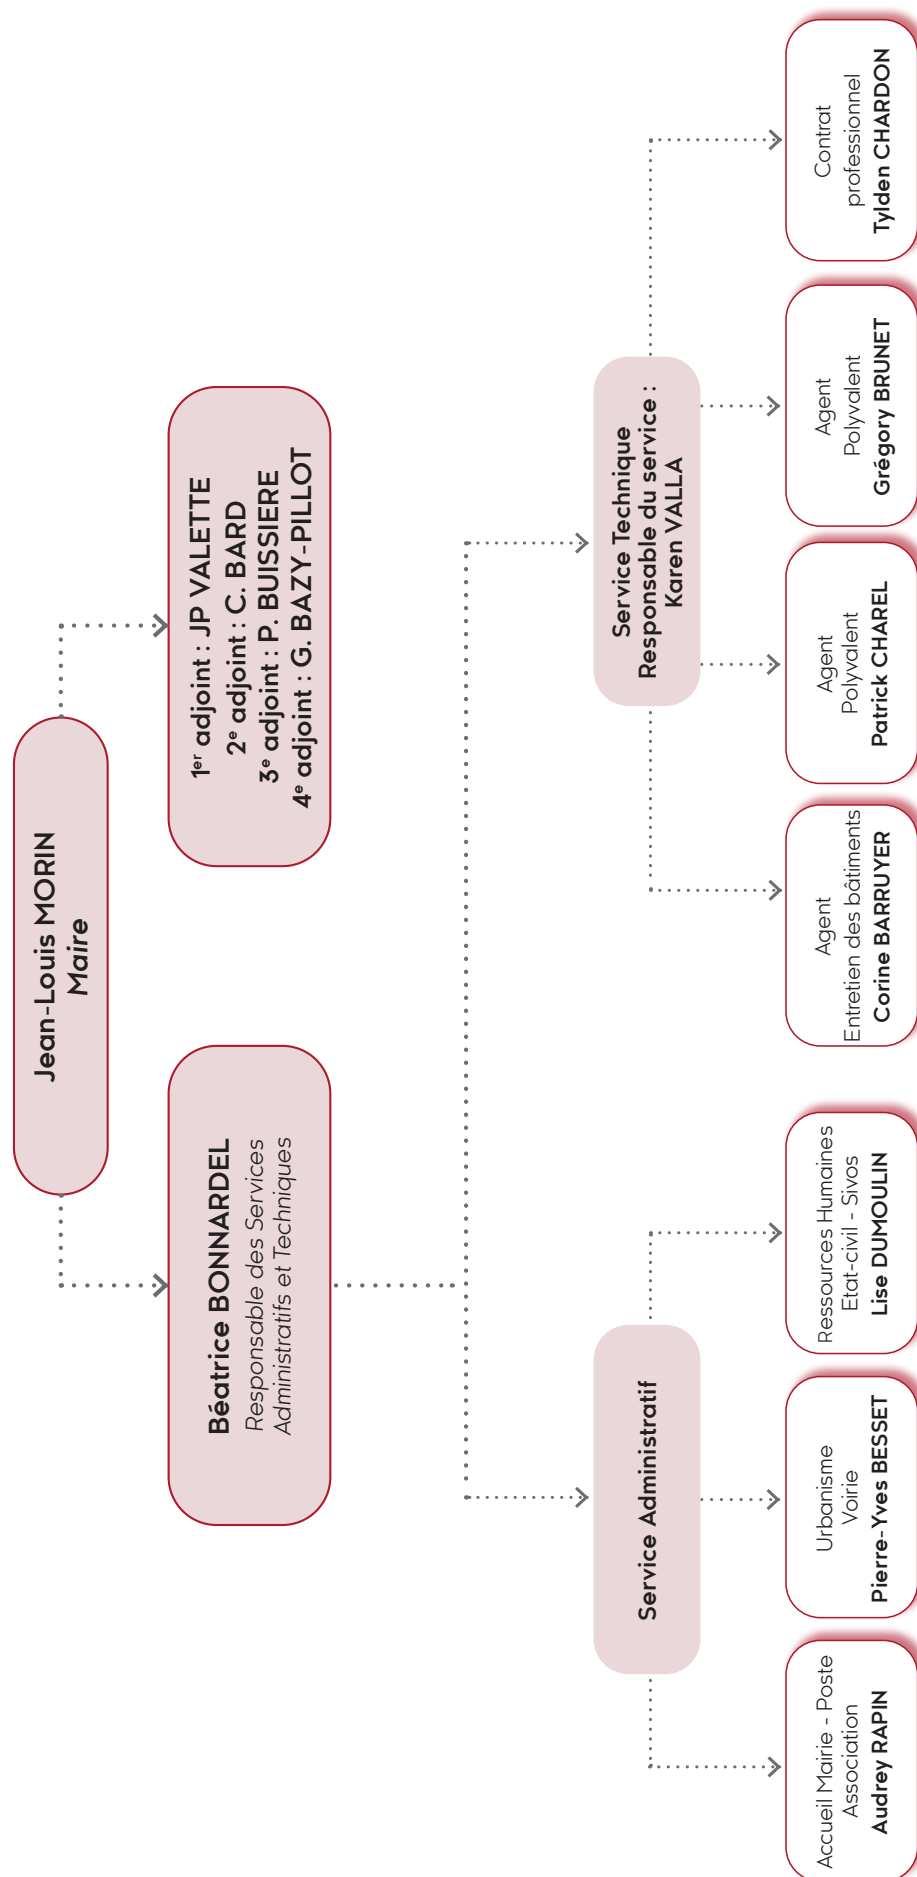 Jean-Louis MORIN
Maire
Béatrice BONNARDEL
Responsable des Services
Administratifs et Techniques
1er adjoint : JP VALETTE
2e adjoint : C. BARD
3e adjoint : P. BUISSIERE
4e adjoint : G. BAZY-PILLOT
Service Administratif
Service Technique
Responsable du service :
Karen VALLA
Accueil Mairie - Poste
Association
Audrey RAPIN
Urbanisme
Voirie
Pierre-Yves BESSET
Ressources Humaines
Etat-civil - Sivos
Lise DUMOULIN
Agent
Entretien des bâtiments
Corine BARRUYER
Agent
Polyvalent
Patrick CHAREL
Agent
Polyvalent
Grégory BRUNET
Contrat
professionnel
Tylden CHARDON